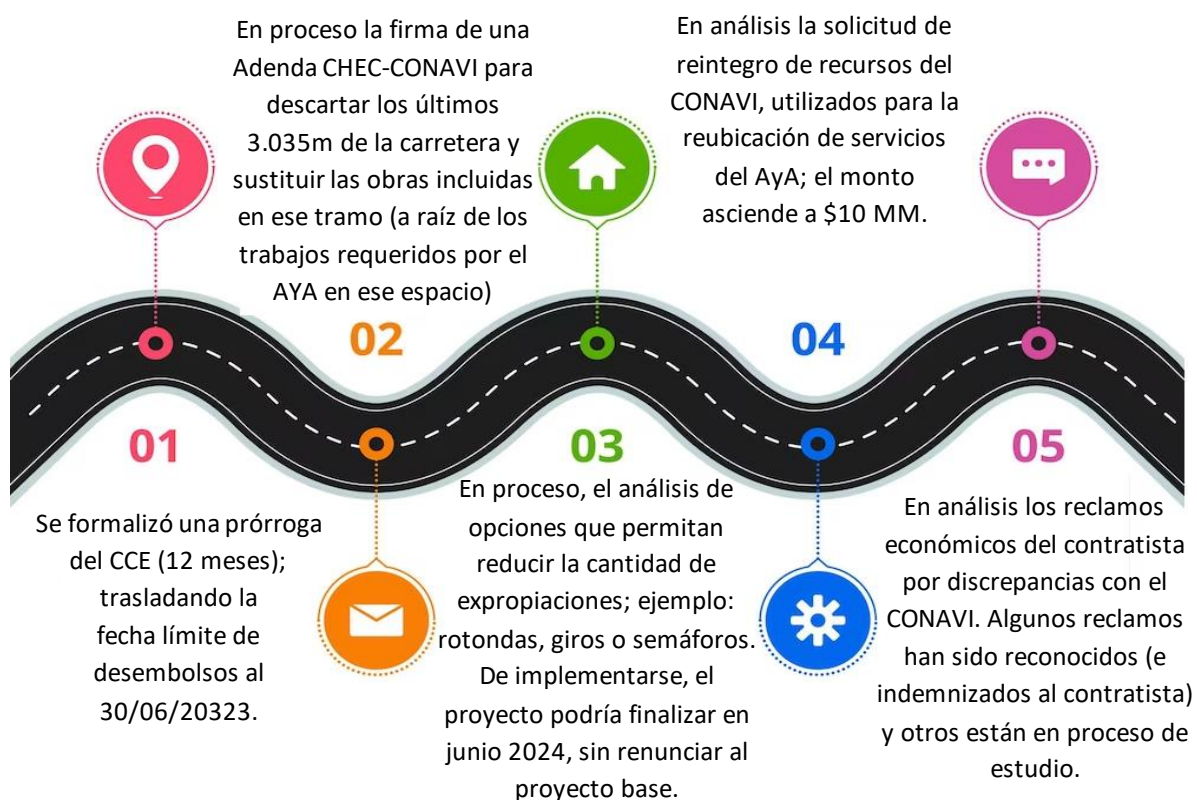 01
Se formalizó una prórroga
del CCE (12 meses);
trasladando la
fecha límite de
desembolsos al
30/06/20323.
En proceso la firma de una
Adenda CHEC-CONAVI para
descartar los últimos
3.035m de la carretera y
sustituir las obras incluidas
en ese tramo (a raíz de los
trabajos requeridos por el
AYA en ese espacio)
02
03
En proceso, el análisis de
opciones que permitan
reducir la cantidad de
expropiaciones; ejemplo:
rotondas, giros o semáforos.
De implementarse, el
proyecto podría finalizar en
junio 2024, sin renunciar al
proyecto base.
En análisis la solicitud de
reintegro de recursos del
CONAVI, utilizados para la
reubicación de servicios
del AyA; el monto
asciende a $10 MM.
04
05
En análisis los reclamos
económicos del contratista
por discrepancias con el
CONAVI. Algunos reclamos
han sido reconocidos (e
indemnizados al contratista)
y otros están en proceso de
estudio.